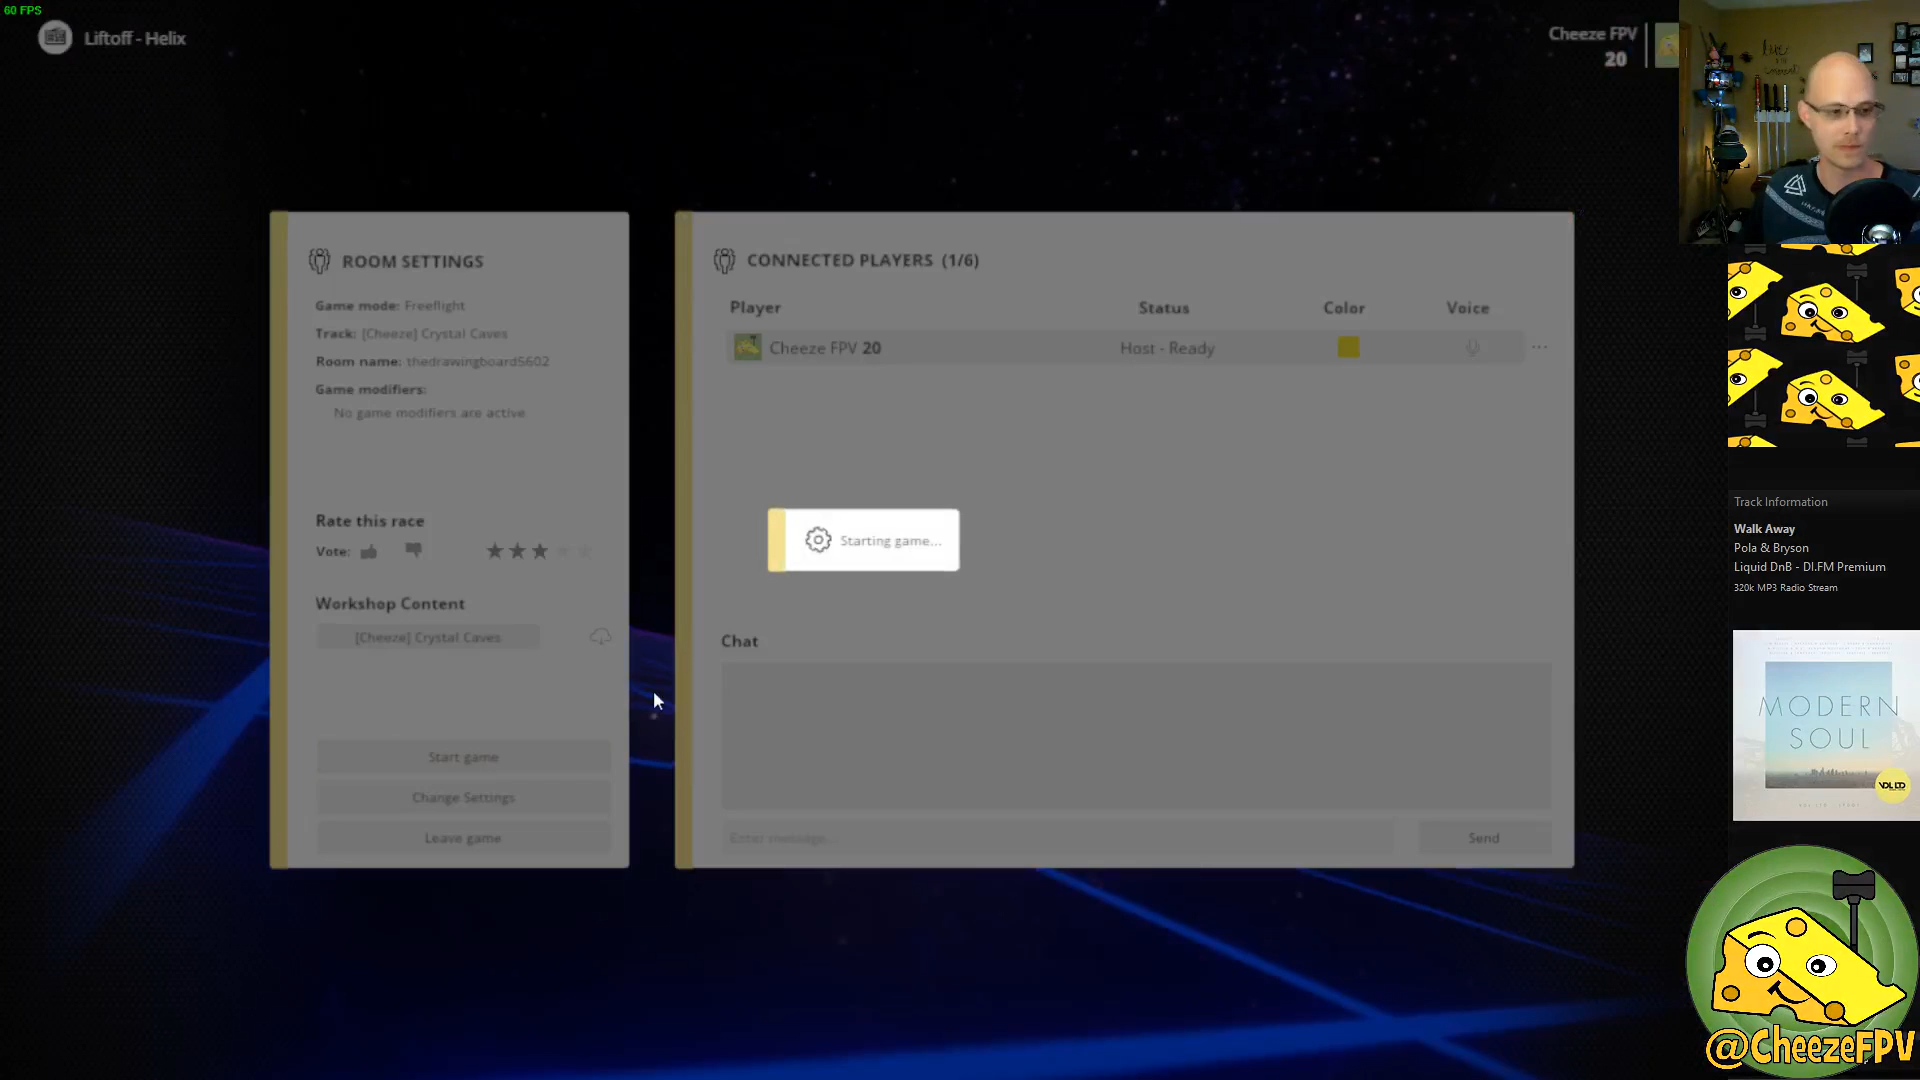 60 FPS
Liftoff - Helix
Cheeze FPV
20
ROOM SETTINGS
Game mode: Freeflight
Track: [Cheeze] Crystal Caves
Room name: thedrawingboard5602
Game modifiers:
No game modifiers are active
Rate this race
Vote:
Workshop Content
[Cheeze] Crystal Caves
Start game
Change Settings
Leave game
CONNECTED PLAYERS (1/6)
Player Status Color Voice
Cheeze FPV 20 Host - Ready
Starting game...
Chat
Enter message...
Send
Track Information
Walk Away
Pola & Bryson
Liquid DnB - DI.FM Premium
320k MP3 Radio Stream
MODERN
SOUL
@CheezeFPV